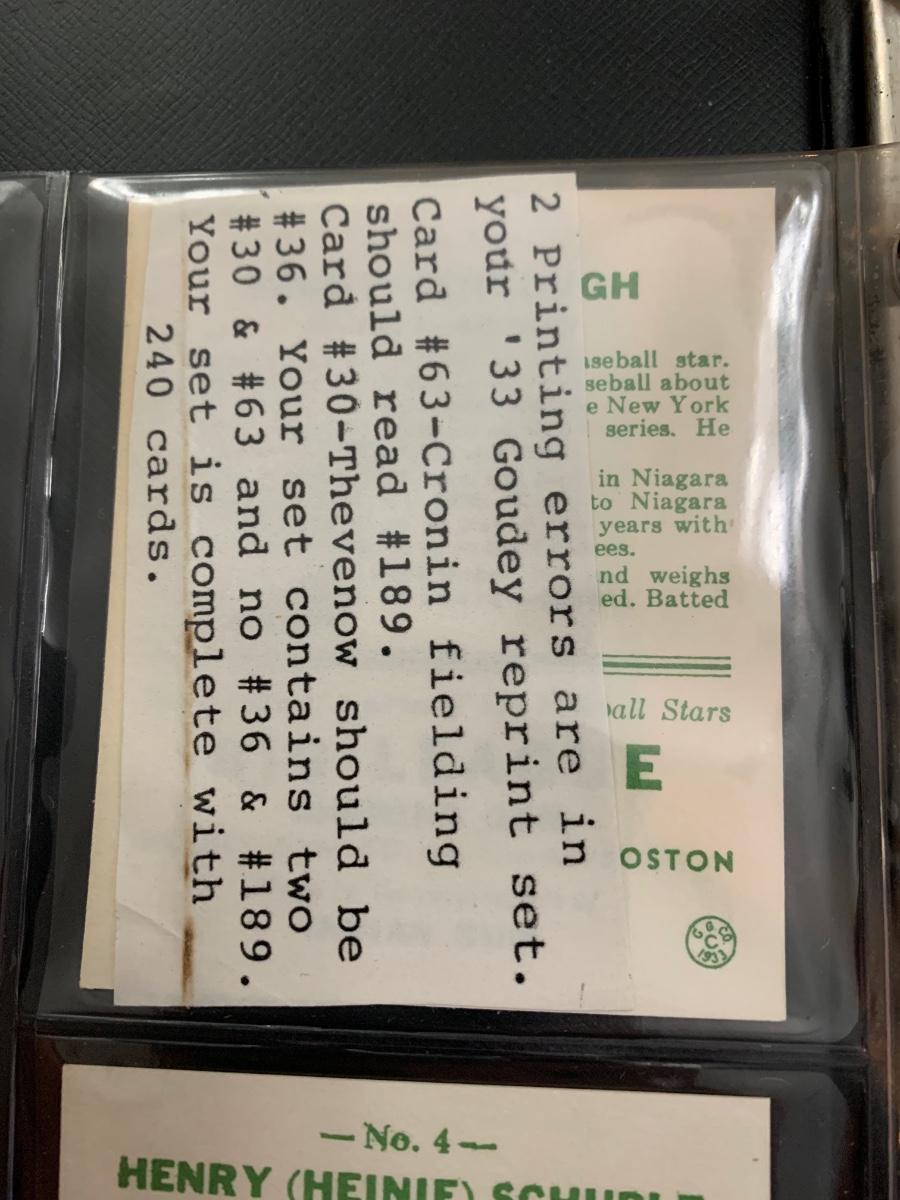 2 Printing errors are in
your '33 Goudey reprint set.
Card #63-Cronin fielding
should read #189.
Card #30-Thevenow should be
#36. Your set contains two
#30 & #63 and no #36 & #189.
Your set is complete with
240 cards.
GH
aseball star.
seball about
e New York
series. He
in Niagara
to Niagara
years with
ees.
nd weighs
ed. Batted
all Stars
E
OSTON
G. G. CO.
C
1933
— No. 4 —
HENRY (HEINIE) SCHUBLE